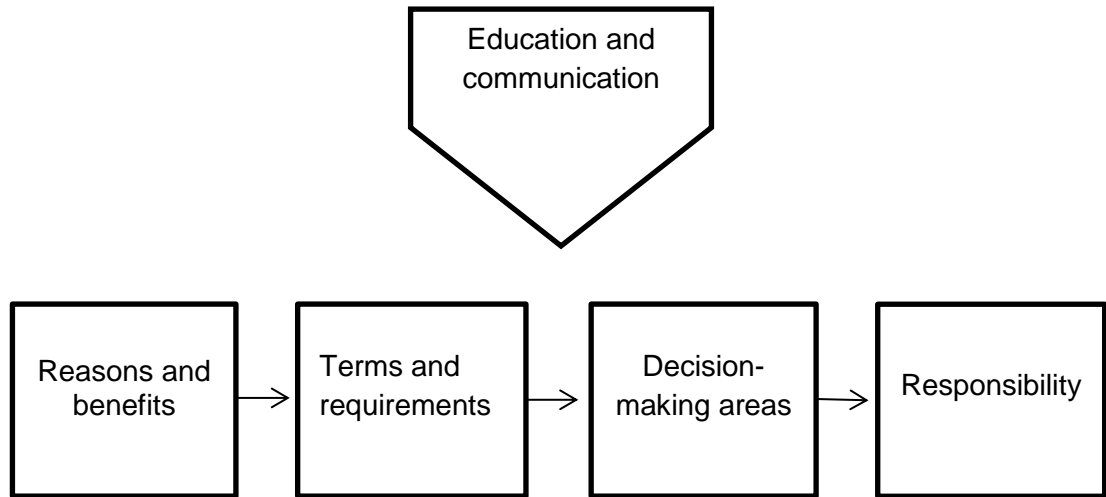 Education and
communication
Reasons and
benefits
Terms and
requirements
Decision-
making areas
Responsibility